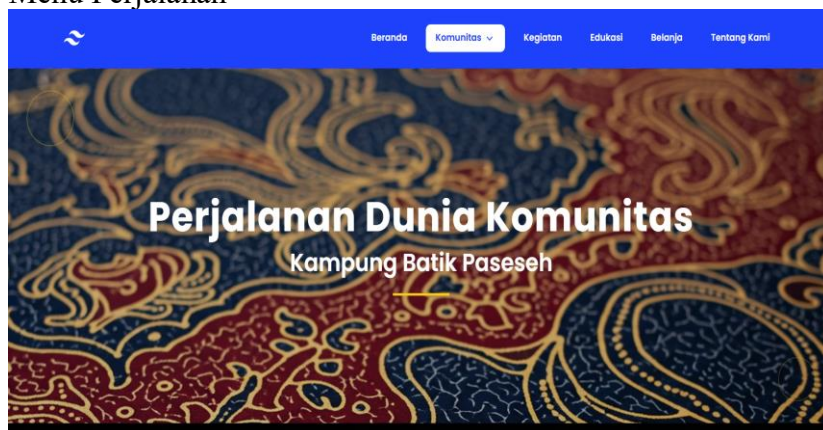 Menu Perjalanan
Beranda Komunitas Kegiatan Edukasi Belanja Tentang Kami
Perjalanan Dunia Komunitas
Kampung Batik Paseseh